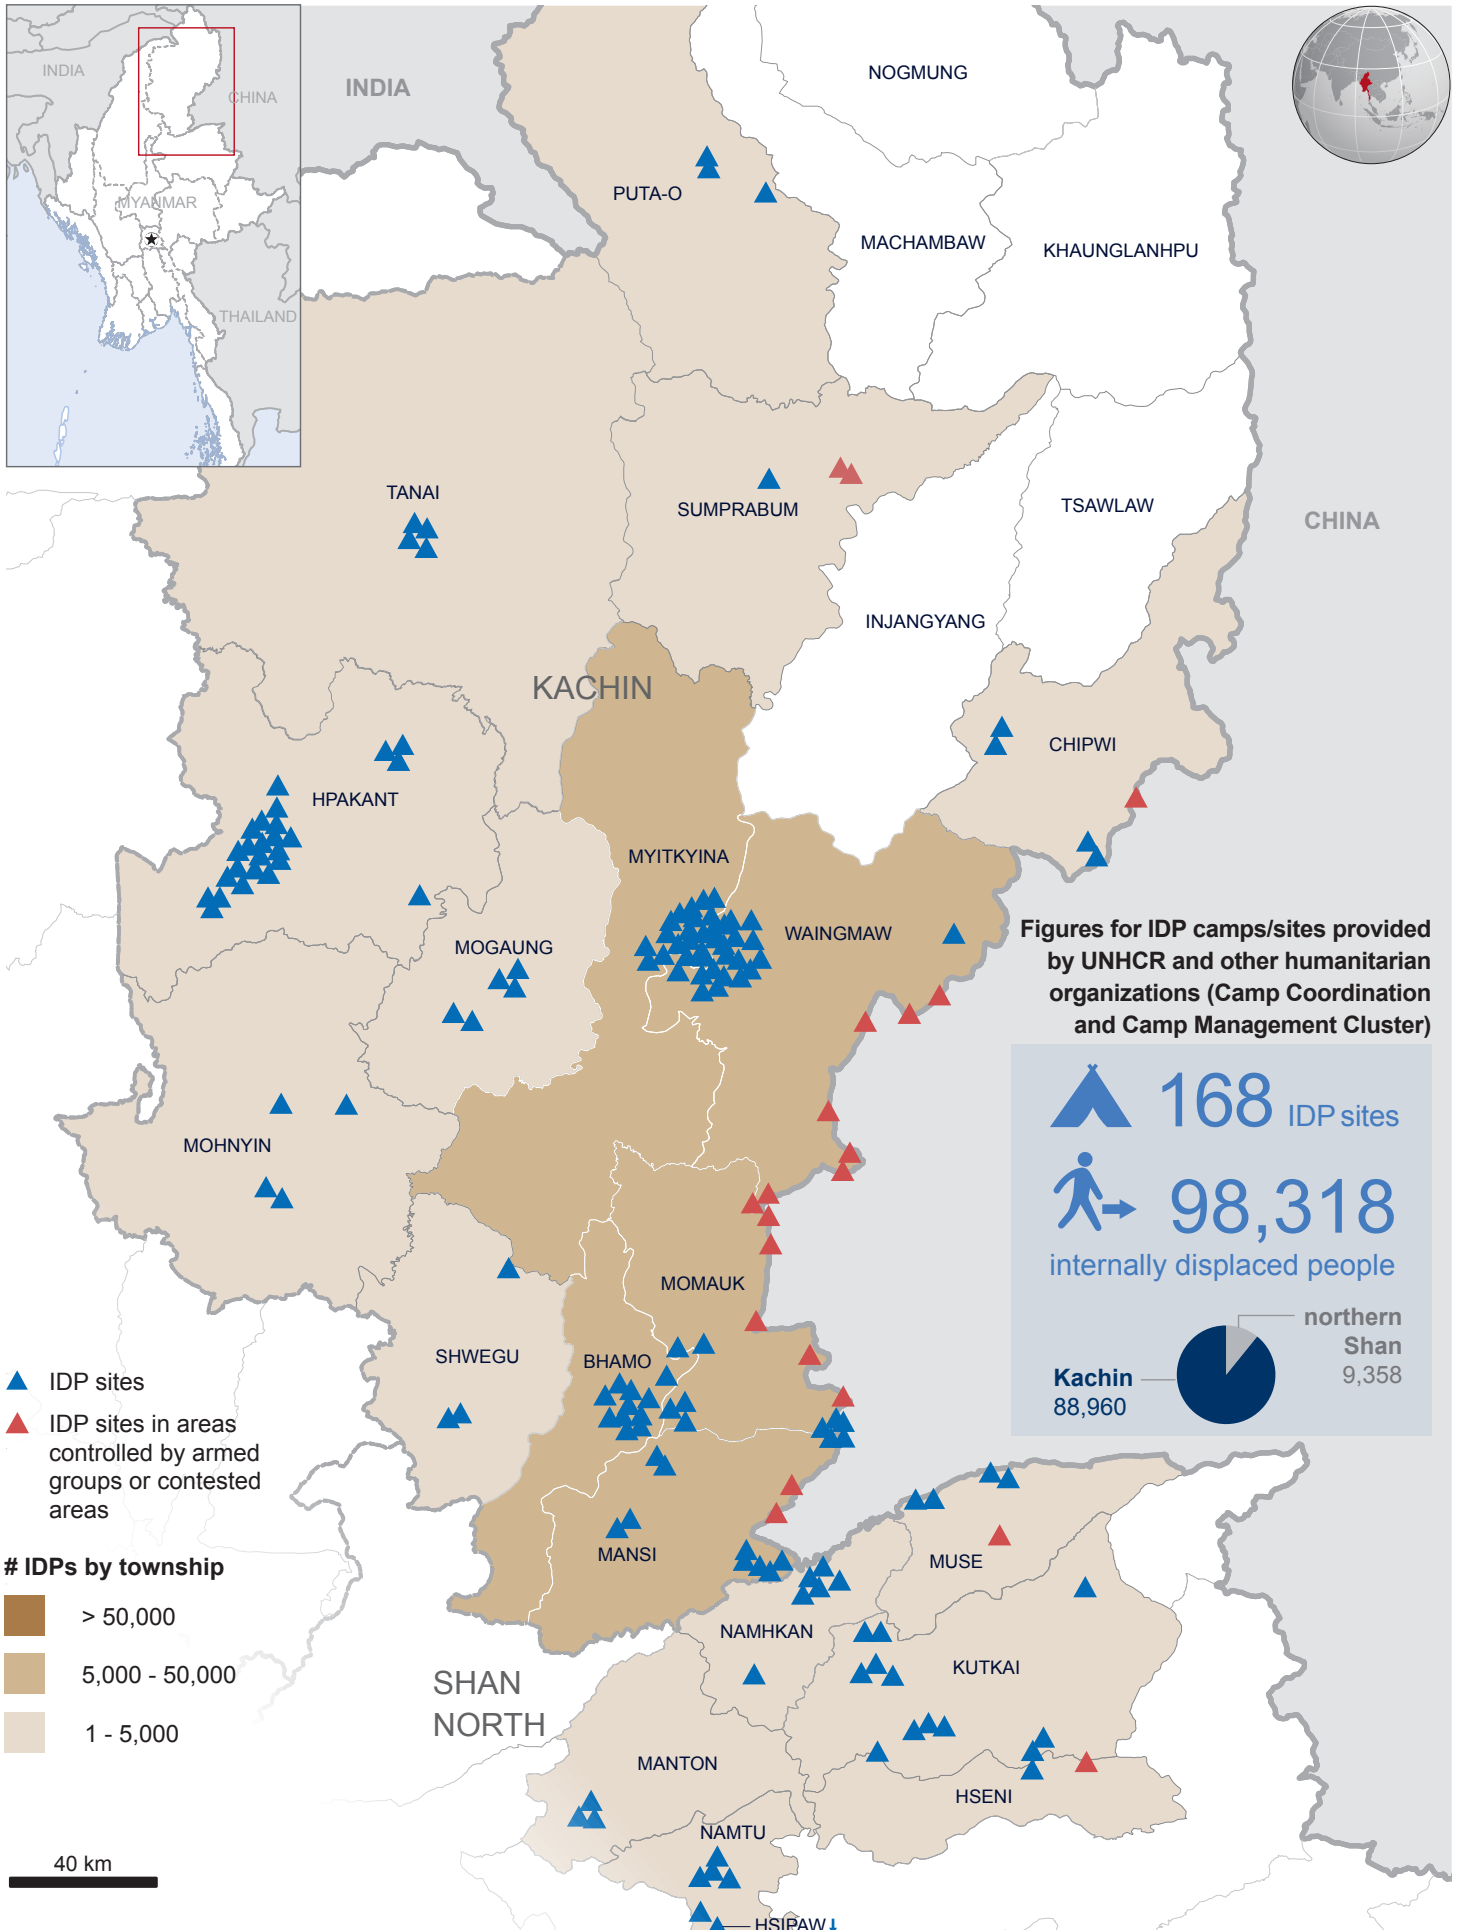 INDIA
CHINA
MYANMAR
THAILAND
INDIA
NOGMUNG
PUTA-O
MACHAMBAW
KHAUNGLANHPU
TANAI
SUMPRABUM
TSAWLAW
CHINA
INJANGYANG
KACHIN
CHIPWI
HPAKANT
MYITKYINA
WAINGMAW
MOGAUNG
Figures for IDP camps/sites provided
by UNHCR and other humanitarian
organizations (Camp Coordination
and Camp Management Cluster)
168 IDP sites
98,318
internally displaced people
northern
Shan
9,358
Kachin
88,960
MOHNYIN
MOMAUK
SHWEGU
BHAMO
MANSI
MUSE
NAMHKAN
KUTKAI
SHAN
NORTH
MANTON
HSENI
NAMTU
HSIPAW
IDP sites
IDP sites in areas
controlled by armed
groups or contested
areas
# IDPs by township
> 50,000
5,000 - 50,000
1 - 5,000
40 km